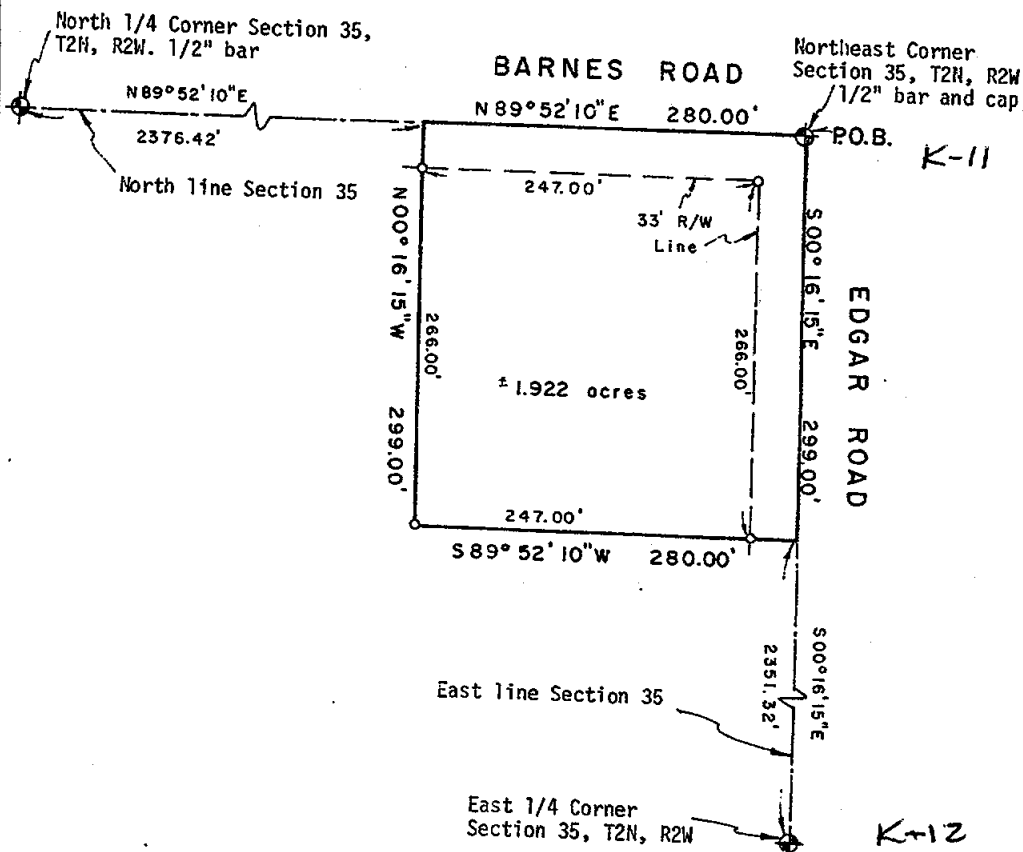 North 1/4 Corner Section 35,
T2N, R2W. 1/2" bar
BARNES ROAD
Northeast Corner
Section 35, T2N, R2W
1/2" bar and cap
N 89° 52' 10" E
2376.42'
N 89° 52' 10" E 280.00'
P.O.B.
K-11
North line Section 35
247.00'
33' R/W
Line
N 00° 16' 15" W
266.00'
299.00'
± 1.922 acres
266.00'
S 00° 16' 15" E
299.00'
EDGAR ROAD
247.00'
S 89° 52' 10" W 280.00'
S 00° 16' 15" E
2351.32'
East line Section 35
East 1/4 Corner
Section 35, T2N, R2W
K-12